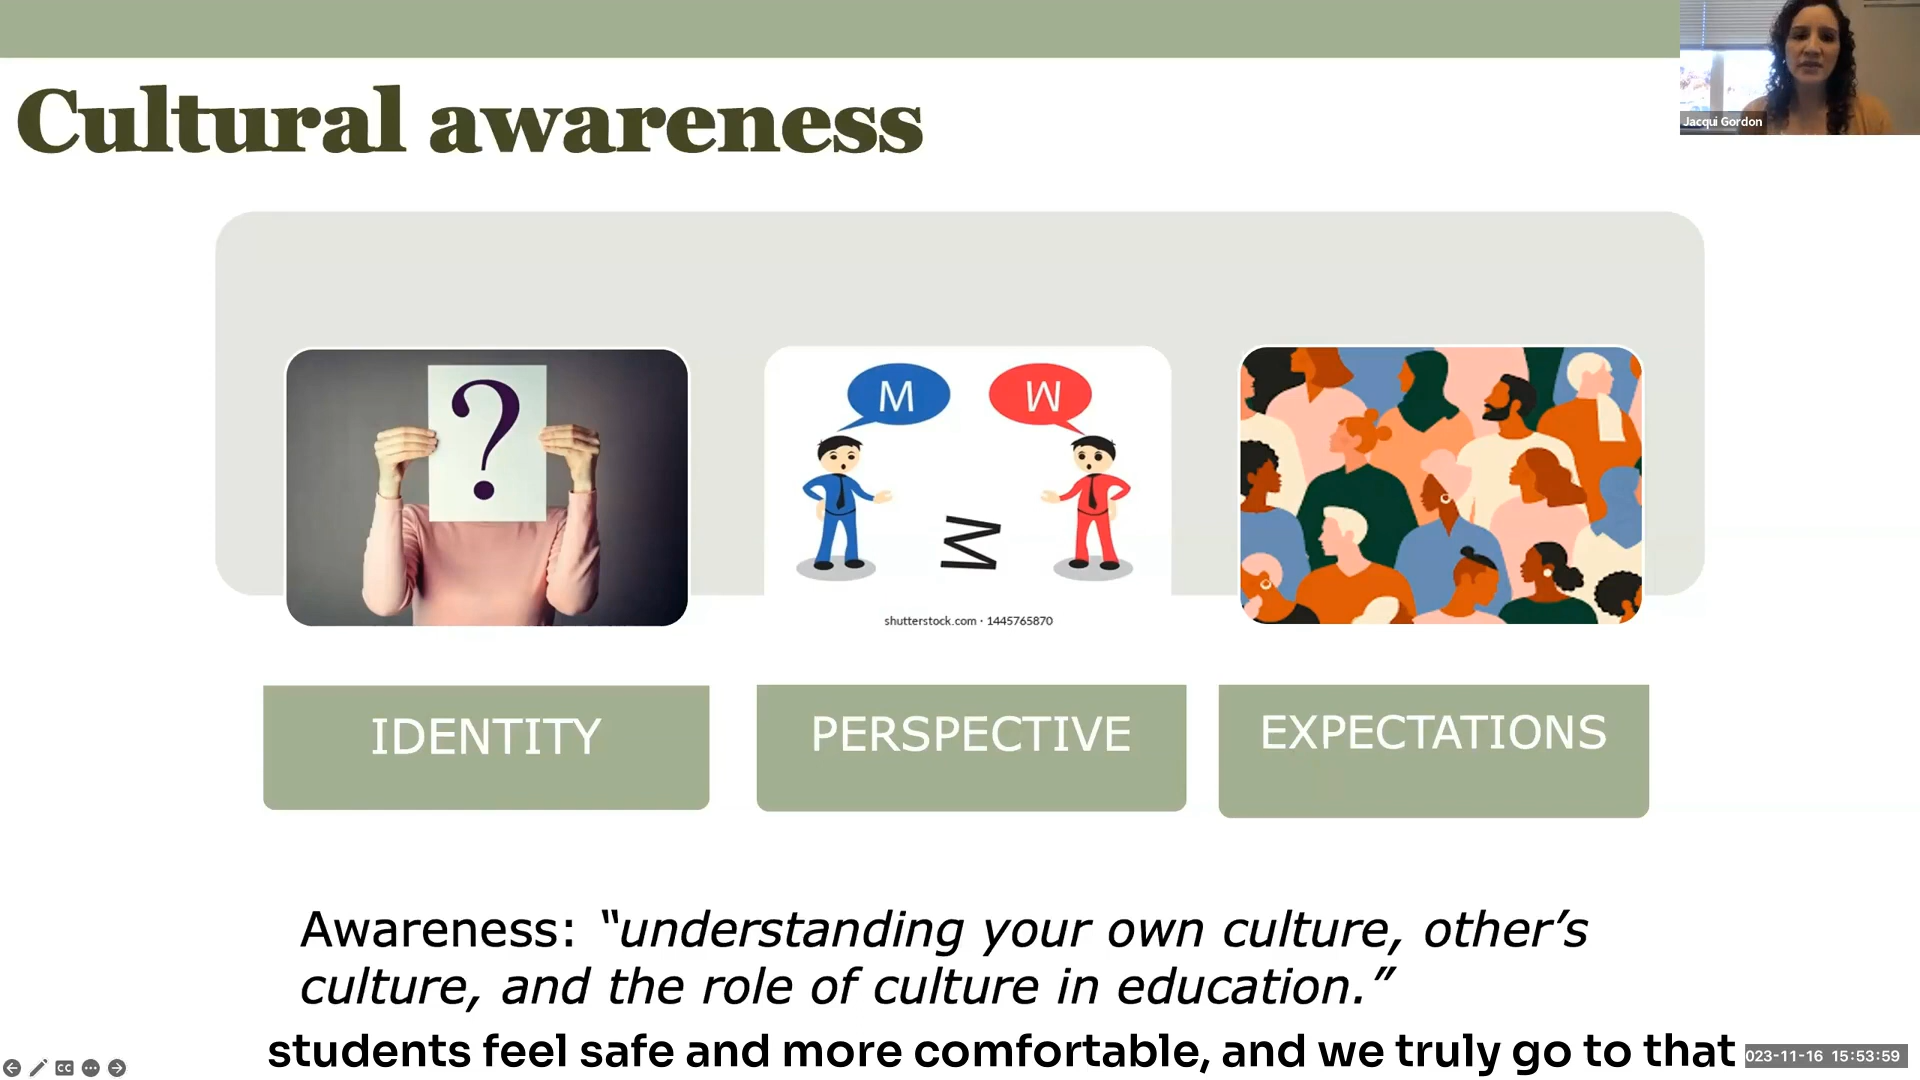 Cultural awareness
Jacqui Gordon
?
M
M
M
shutterstock.com · 1445765870
IDENTITY
PERSPECTIVE
EXPECTATIONS
Awareness: “understanding your own culture, other’s
culture, and the role of culture in education.”
students feel safe and more comfortable, and we truly go to that
CC
023-11-16 15:53:59